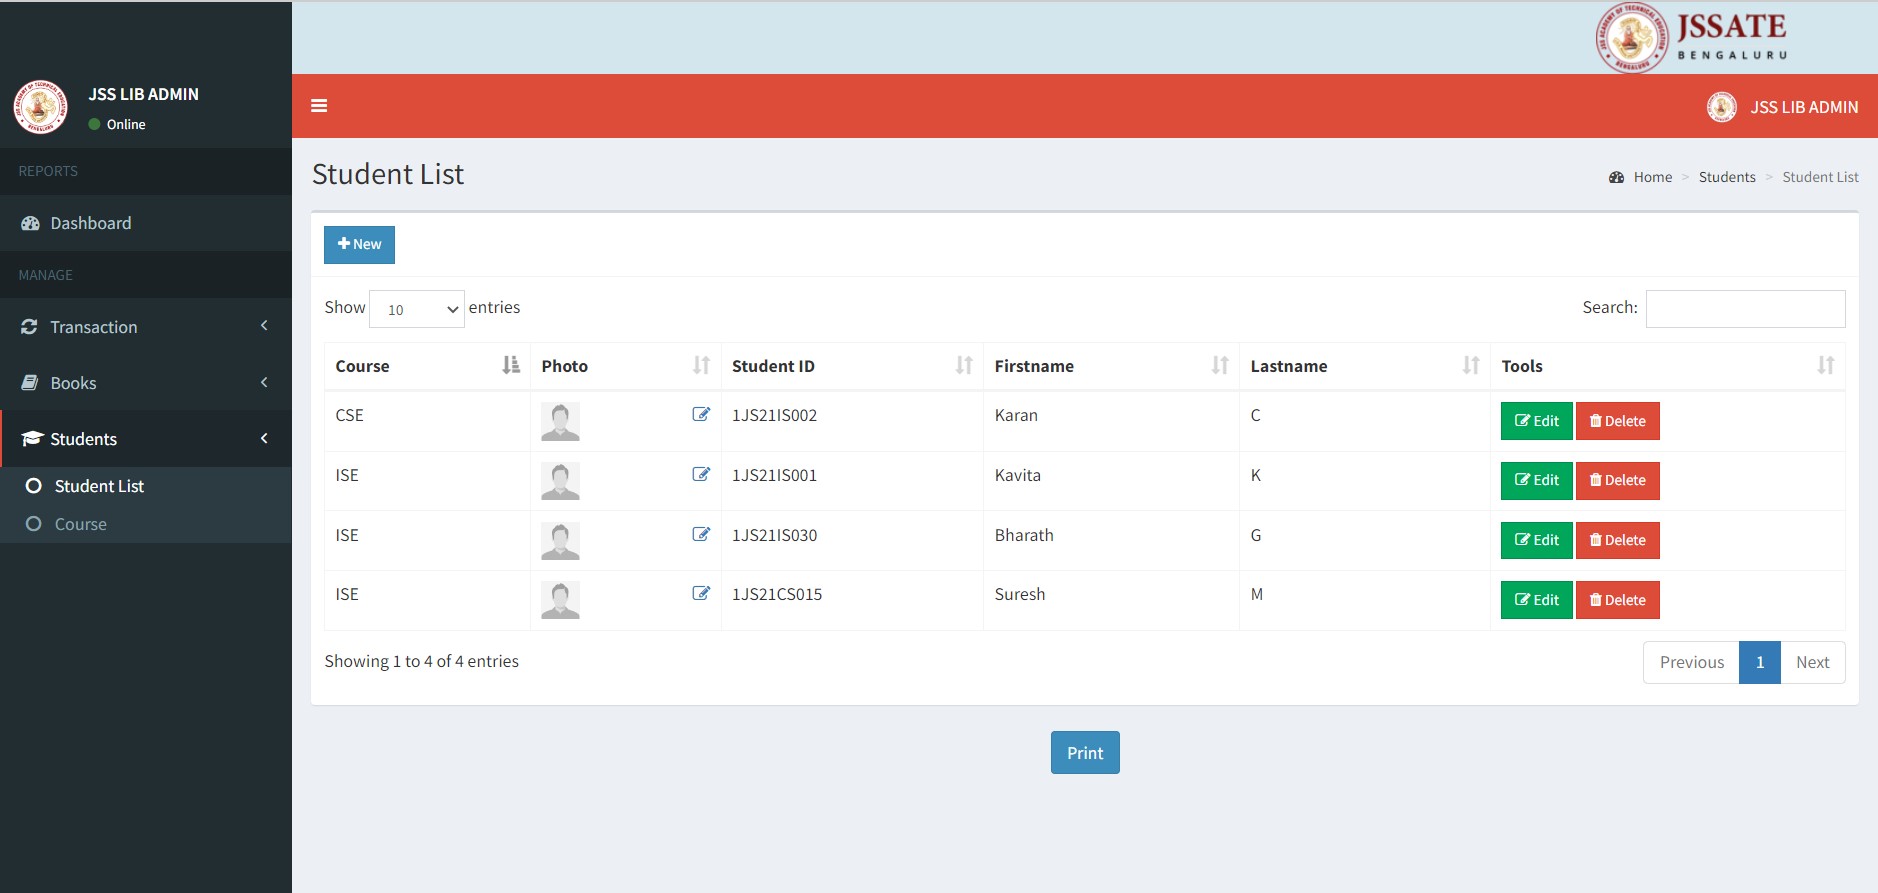 JSSATE
BENGALURU
JSS LIB ADMIN
Online
JSS LIB ADMIN
REPORTS
Dashboard
MANAGE
Transaction
Books
Students
Student List
Course
Student List
Home > Students > Student List
New
Show 10 entries
Search:
Course Photo Student ID Firstname Lastname Tools
CSE 1JS21IS002 Karan C Edit Delete
ISE 1JS21IS001 Kavita K Edit Delete
ISE 1JS21IS030 Bharath G Edit Delete
ISE 1JS21CS015 Suresh M Edit Delete
Showing 1 to 4 of 4 entries
Previous 1 Next
Print